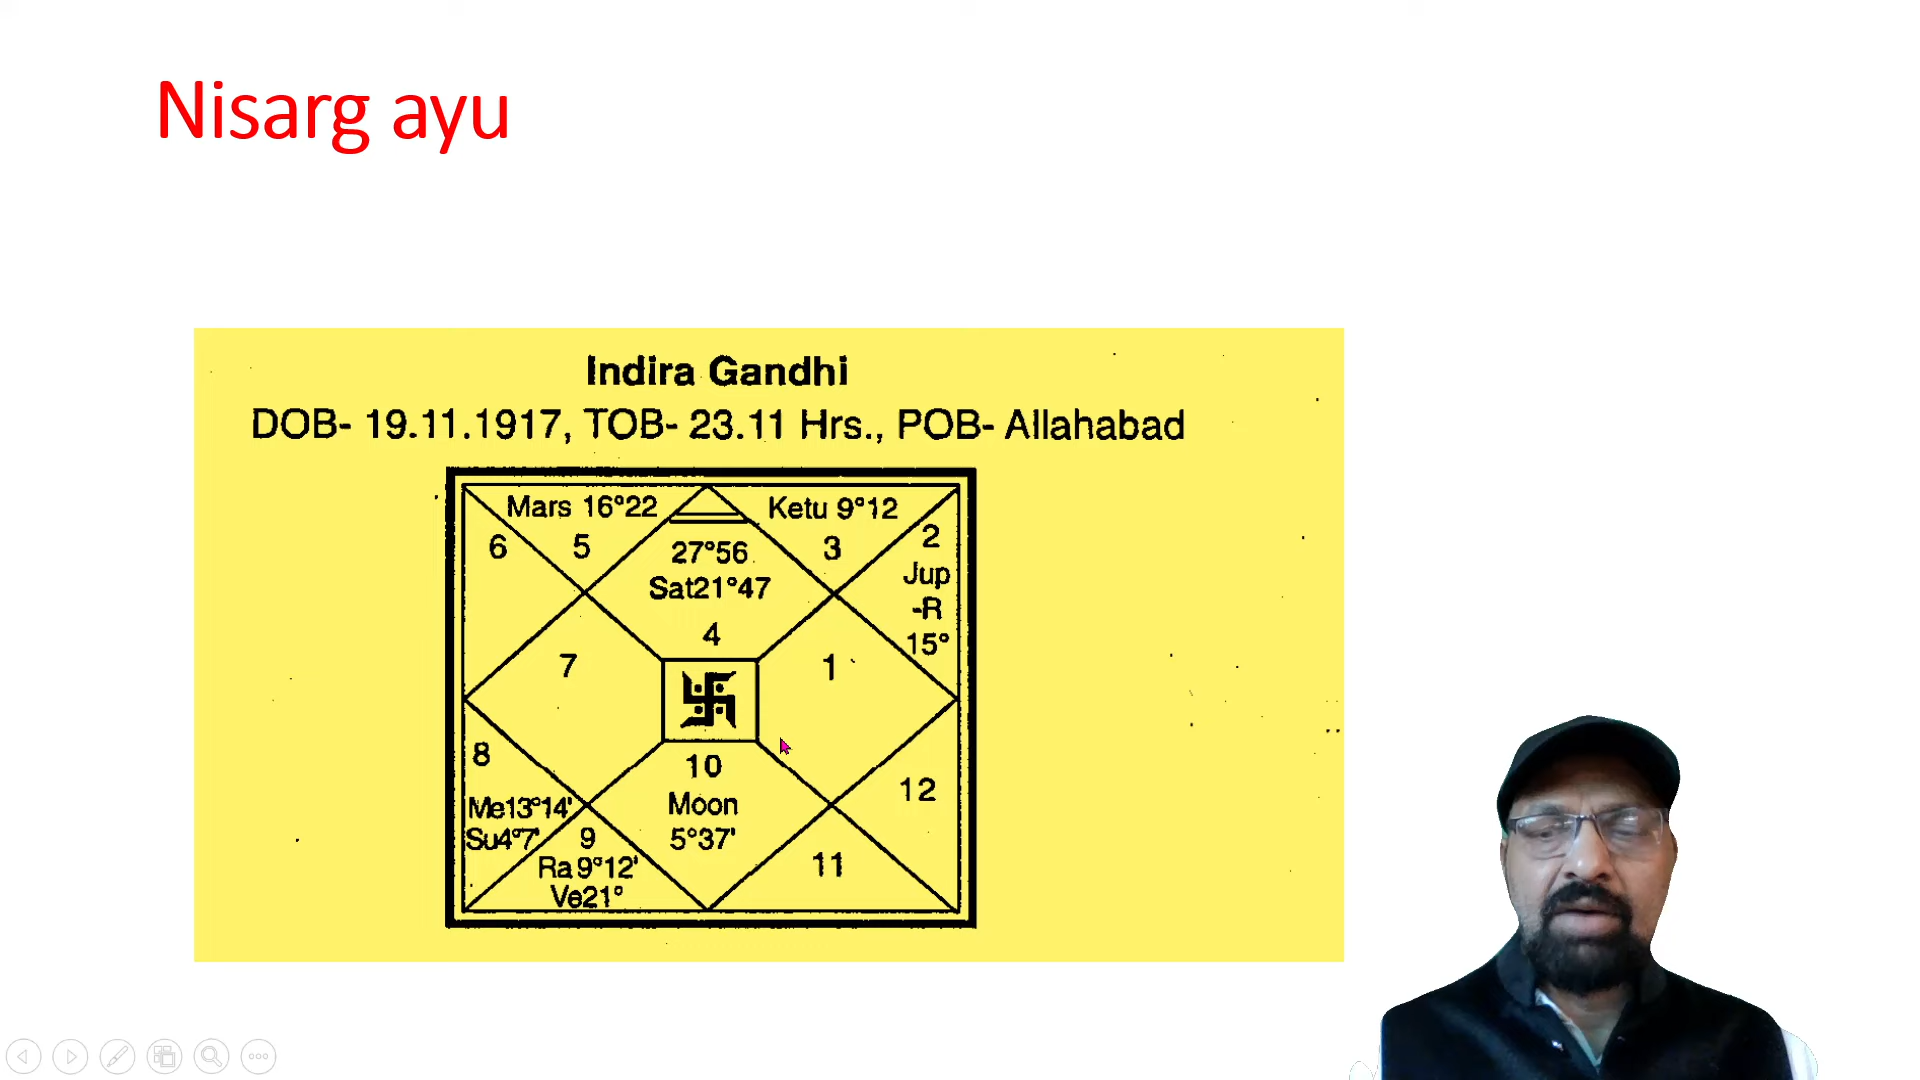 Nisarg ayu
Indira Gandhi
DOB- 19.11.1917, TOB- 23.11 Hrs., POB- Allahabad
Mars 16°22
Ketu 9°12
6
5
27°56
Sat21°47
4
3
2
Jup
-R
15°
7
1
8
Me13°14'
Su4°7'
9
Ra 9°12'
Ve21°
10
Moon
5°37'
11
12